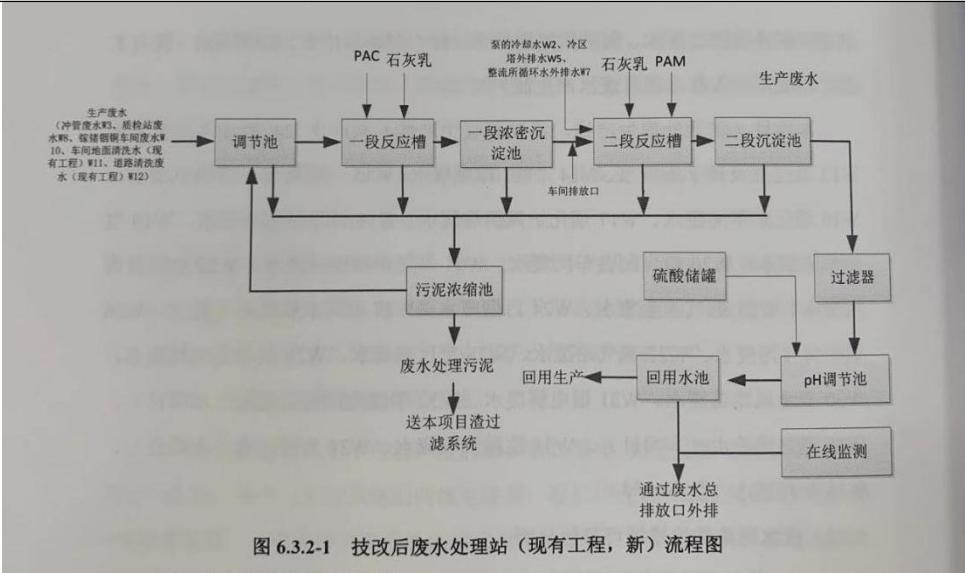 PAC
石灰乳
泵的冷却水W2、冷区
塔外排水W5、
整流所循环水外排水W7
石灰乳
PAM
生产废水
生产废水
（冲管废水W3、质检站废
水W8、镓锗铟铜车间废水W
10、车间地面清洗水（现
有工程）W11、道路清洗废
水（现有工程）W12）
调节池
一段反应槽
一段浓密沉
淀池
二段反应槽
二段沉淀池
车间排放口
污泥浓缩池
硫酸储罐
过滤器
废水处理污泥
回用生产
回用水池
pH调节池
送本项目渣过
滤系统
在线监测
通过废水总
排放口外排
图 6.3.2-1 技改后废水处理站（现有工程，新）流程图